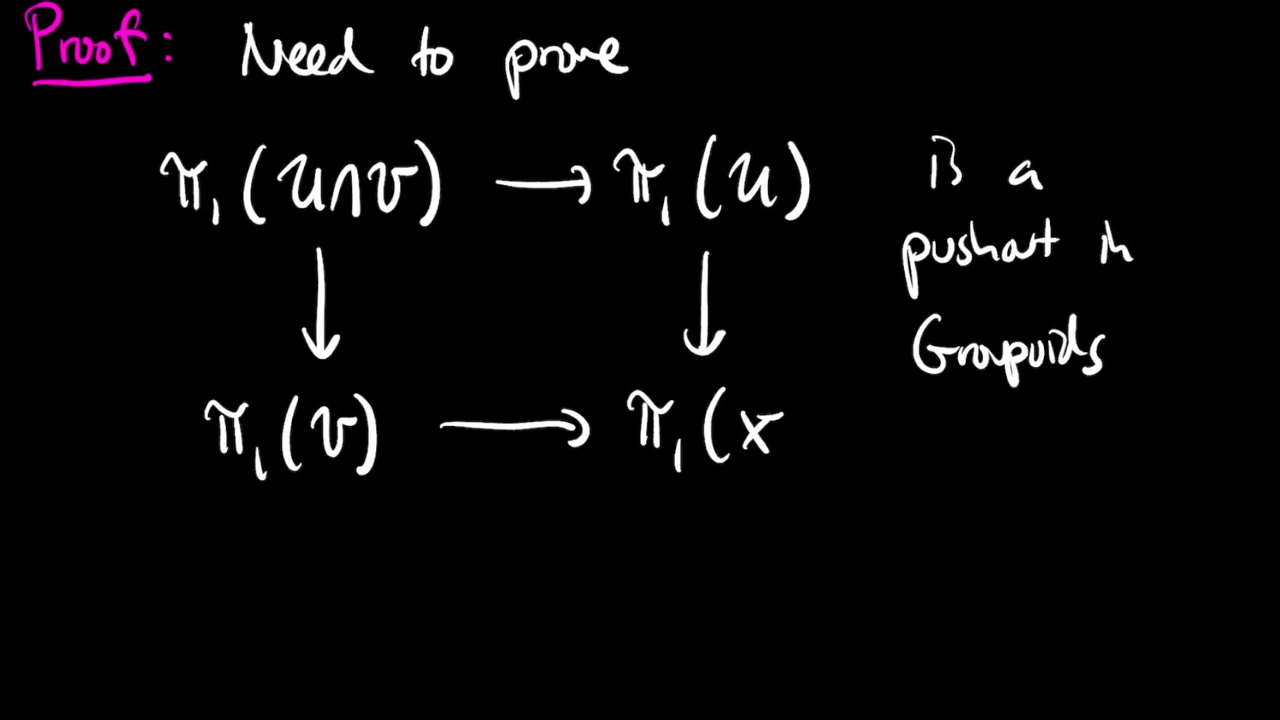 Proof: Need to prove
π₁(U∩V) → π₁(U) is a
↓ ↓ pushout in
Groupoids
π₁(V) → π₁(x